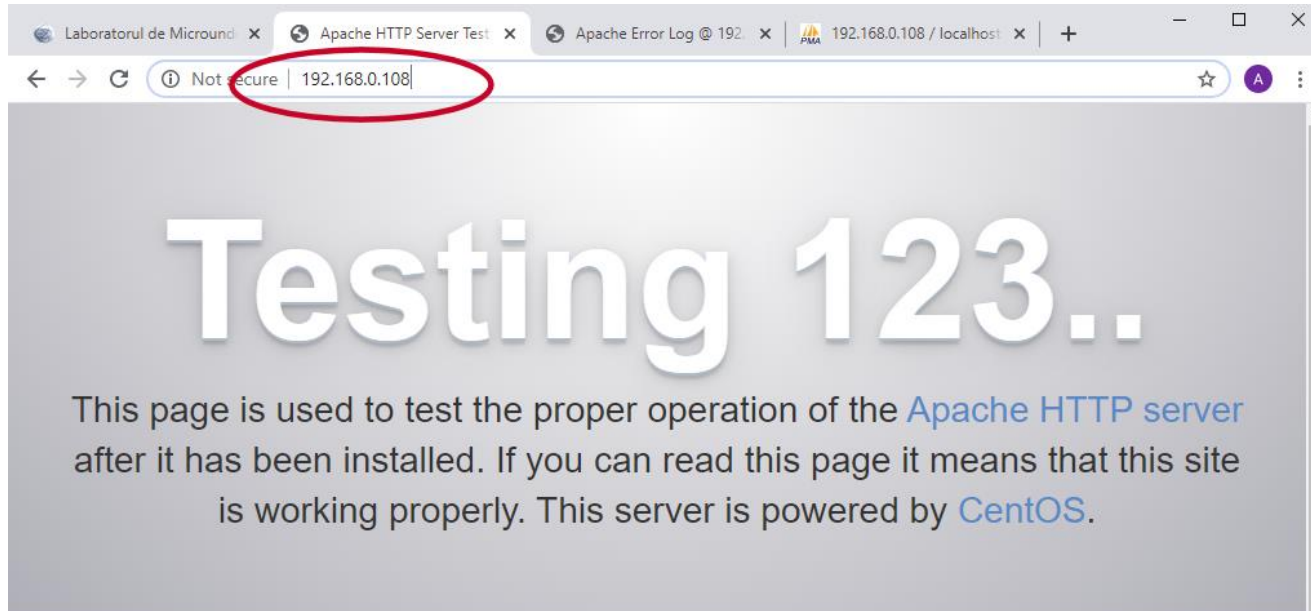 Laboratorul de Micround
Apache HTTP Server Test
Apache Error Log @ 192.
PMA
192.168.0.108 / localhost
Not secure
192.168.0.108
A
Testing 123..
This page is used to test the proper operation of the Apache HTTP server
after it has been installed. If you can read this page it means that this site
is working properly. This server is powered by CentOS.